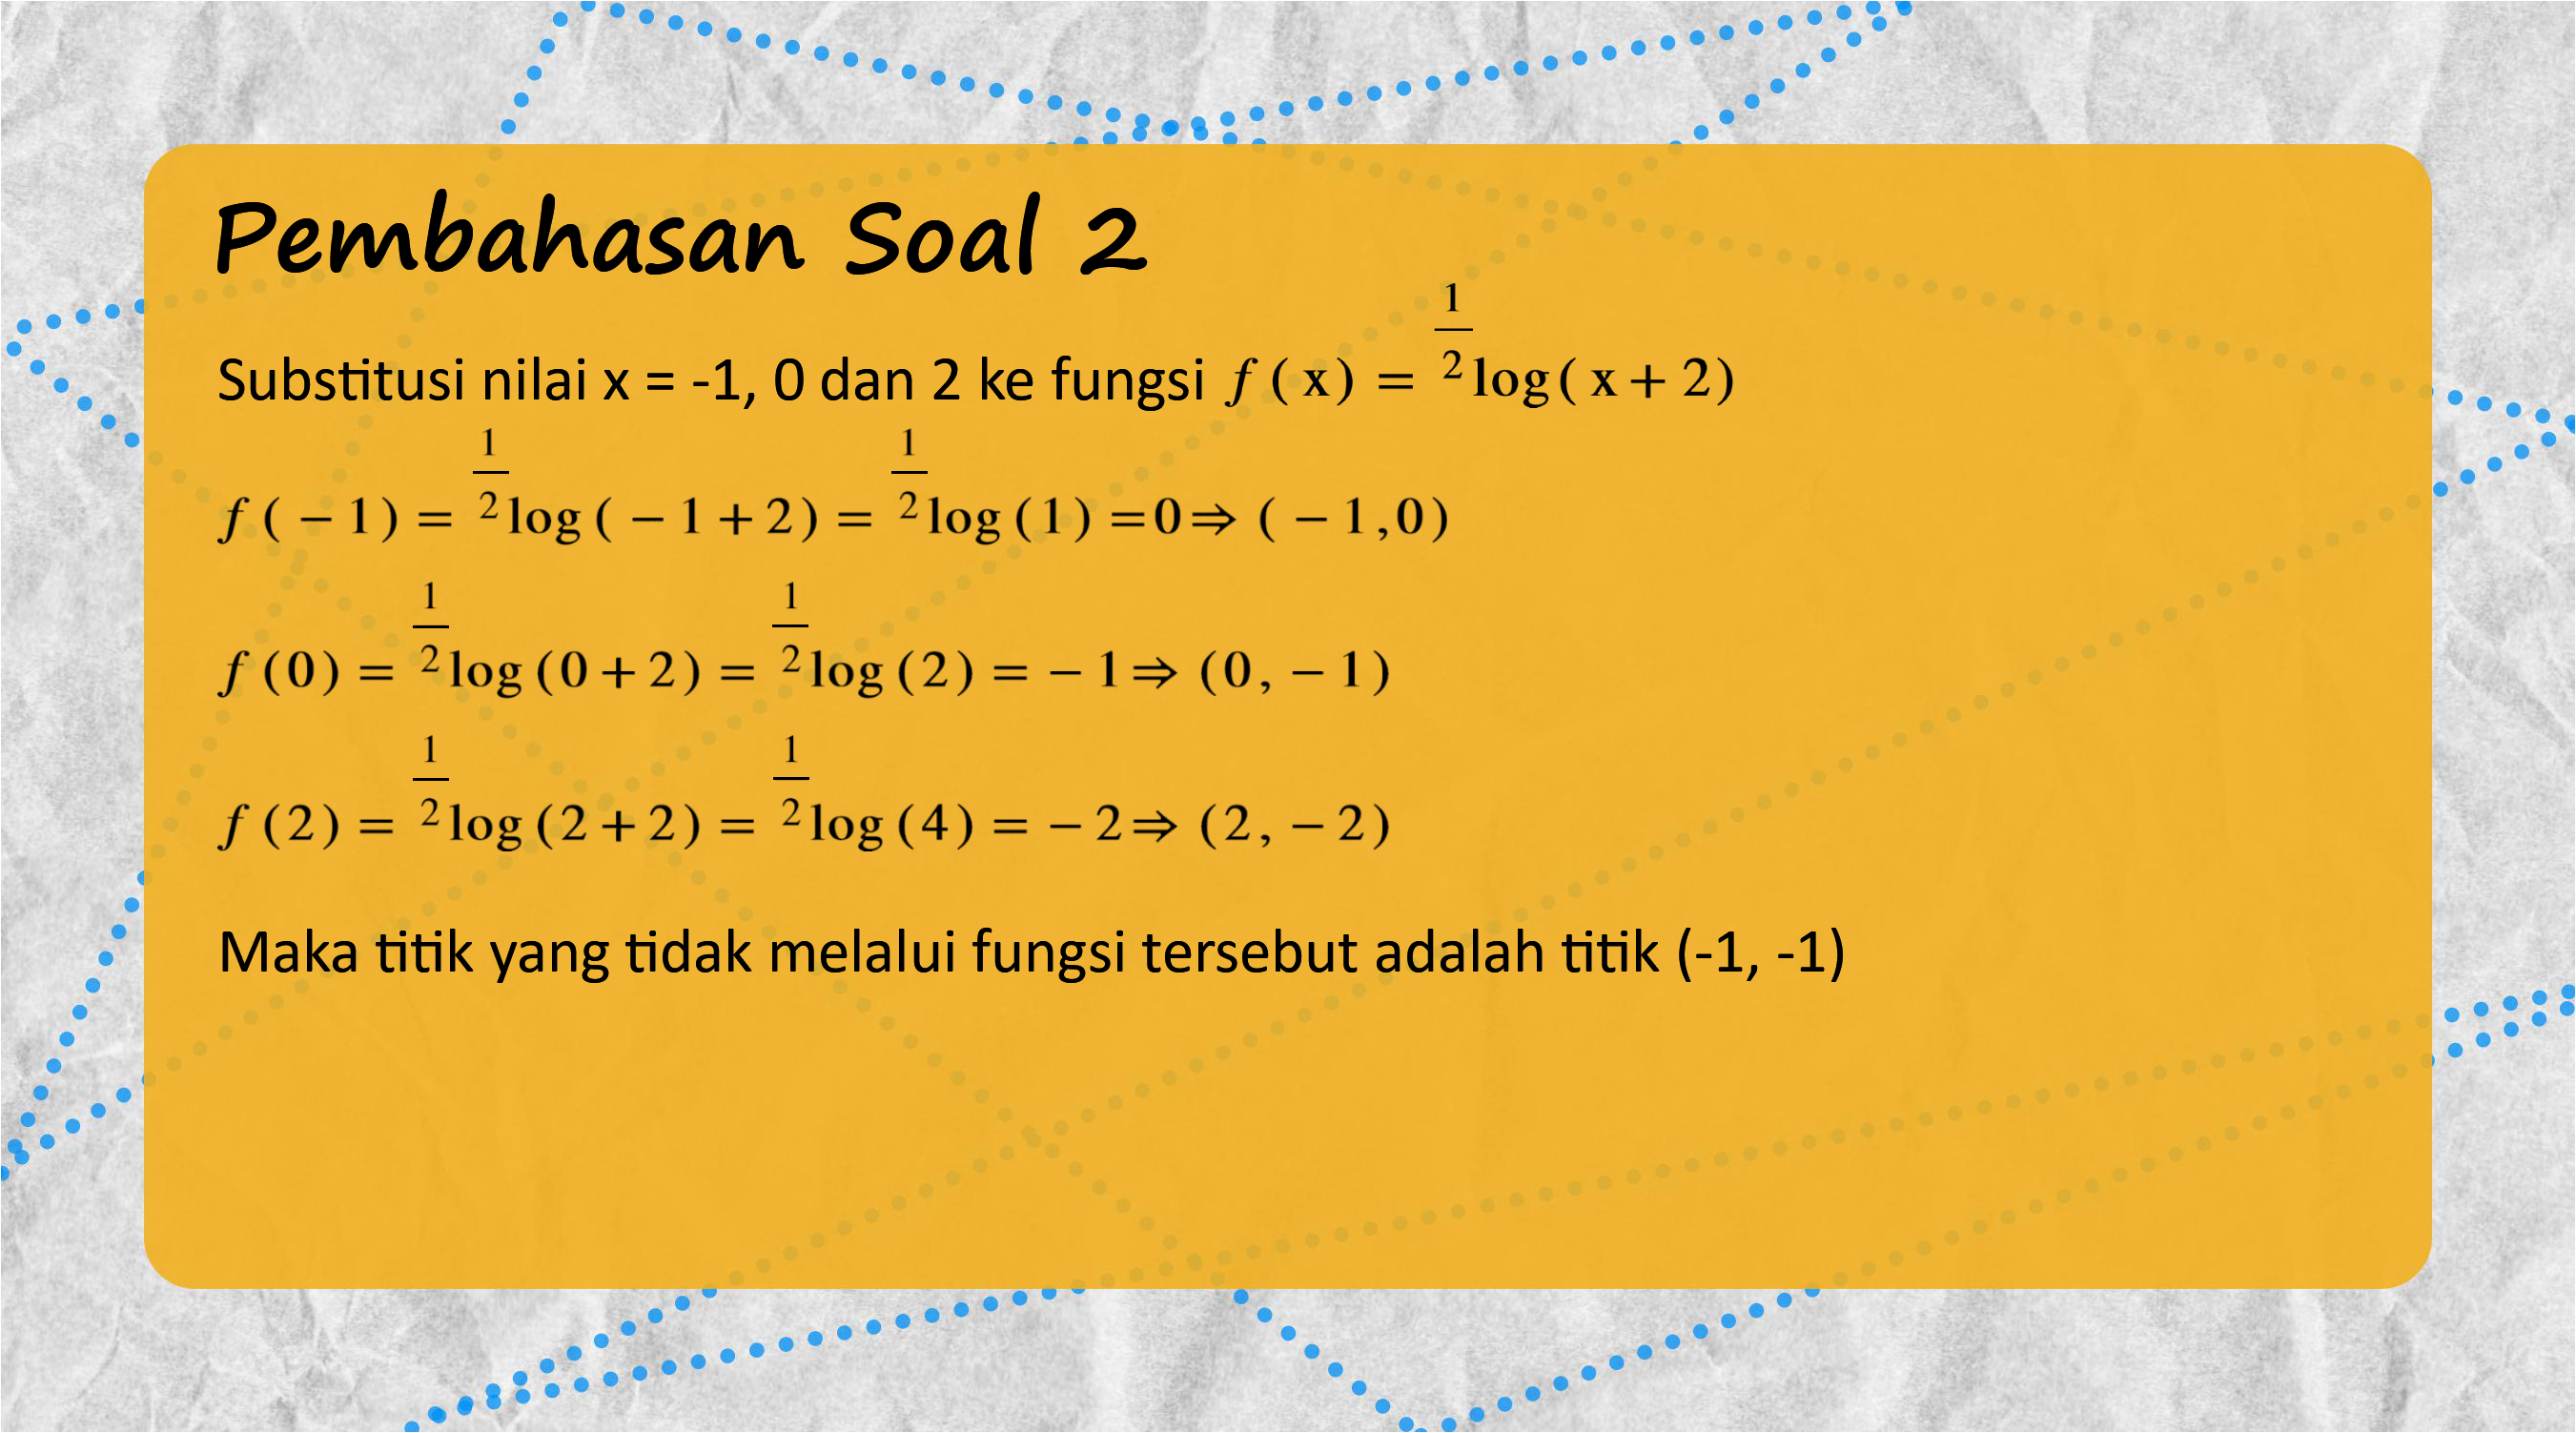 Pembahasan Soal 2
Substitusi nilai x = -1, 0 dan 2 ke fungsi f(x) = ^{\frac{1}{2}}log(x + 2)
f(−1) = ^{\frac{1}{2}}log(−1 + 2) = ^{\frac{1}{2}}log(1) = 0 ⇒ (−1,0)
f(0) = ^{\frac{1}{2}}log(0 + 2) = ^{\frac{1}{2}}log(2) = −1 ⇒ (0, −1)
f(2) = ^{\frac{1}{2}}log(2 + 2) = ^{\frac{1}{2}}log(4) = −2 ⇒ (2, −2)
Maka titik yang tidak melalui fungsi tersebut adalah titik (-1, -1)